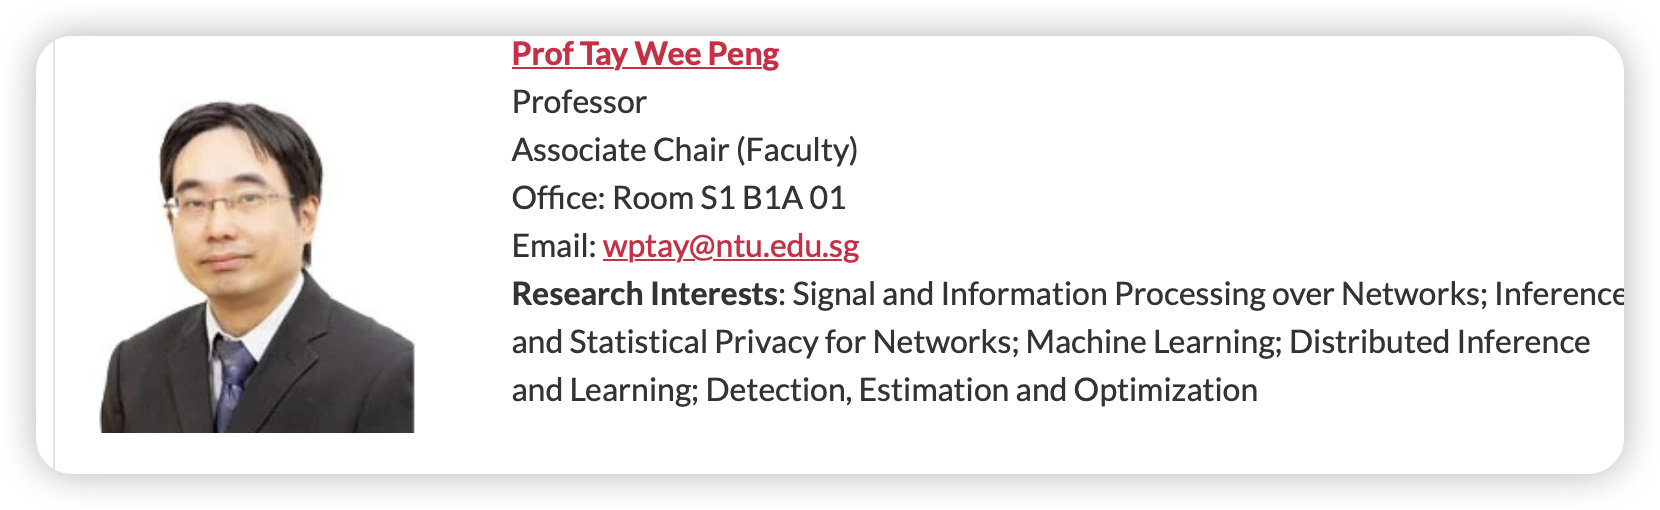 Prof Tay Wee Peng
Professor
Associate Chair (Faculty)
Office: Room S1 B1A 01
Email: wptay@ntu.edu.sg
Research Interests: Signal and Information Processing over Networks; Inference
and Statistical Privacy for Networks; Machine Learning; Distributed Inference
and Learning; Detection, Estimation and Optimization